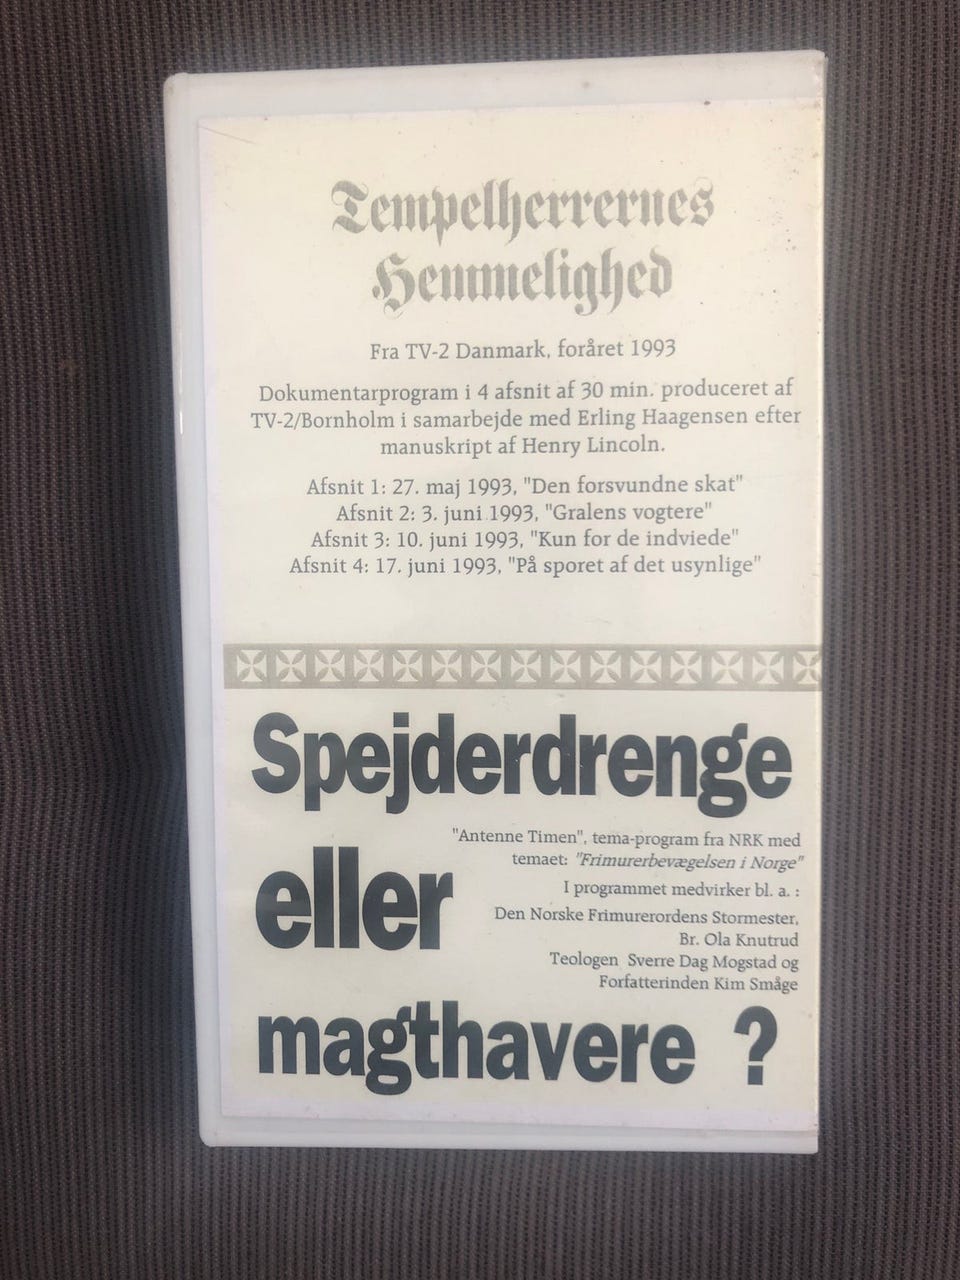 Tempelherrernes
Hemmelighed
Fra TV-2 Danmark, foråret 1993
Dokumentarprogram i 4 afsnit af 30 min. produceret af
TV-2/Bornholm i samarbejde med Erling Haagensen efter
manuskript af Henry Lincoln.
Afsnit 1: 27. maj 1993, "Den forsvundne skat"
Afsnit 2: 3. juni 1993, "Gralens vogtere"
Afsnit 3: 10. juni 1993, "Kun for de indviede"
Afsnit 4: 17. juni 1993, "På sporet af det usynlige"
Spejderdrenge
"Antenne Timen", tema-program fra NRK med
temaet: "Frimurerbevægelsen i Norge"
eller
I programmet medvirker bl. a. :
Den Norske Frimurerordens Stormester,
Br. Ola Knutrud
Teologen Sverre Dag Mogstad og
Forfatterinden Kim Småge
magthavere ?